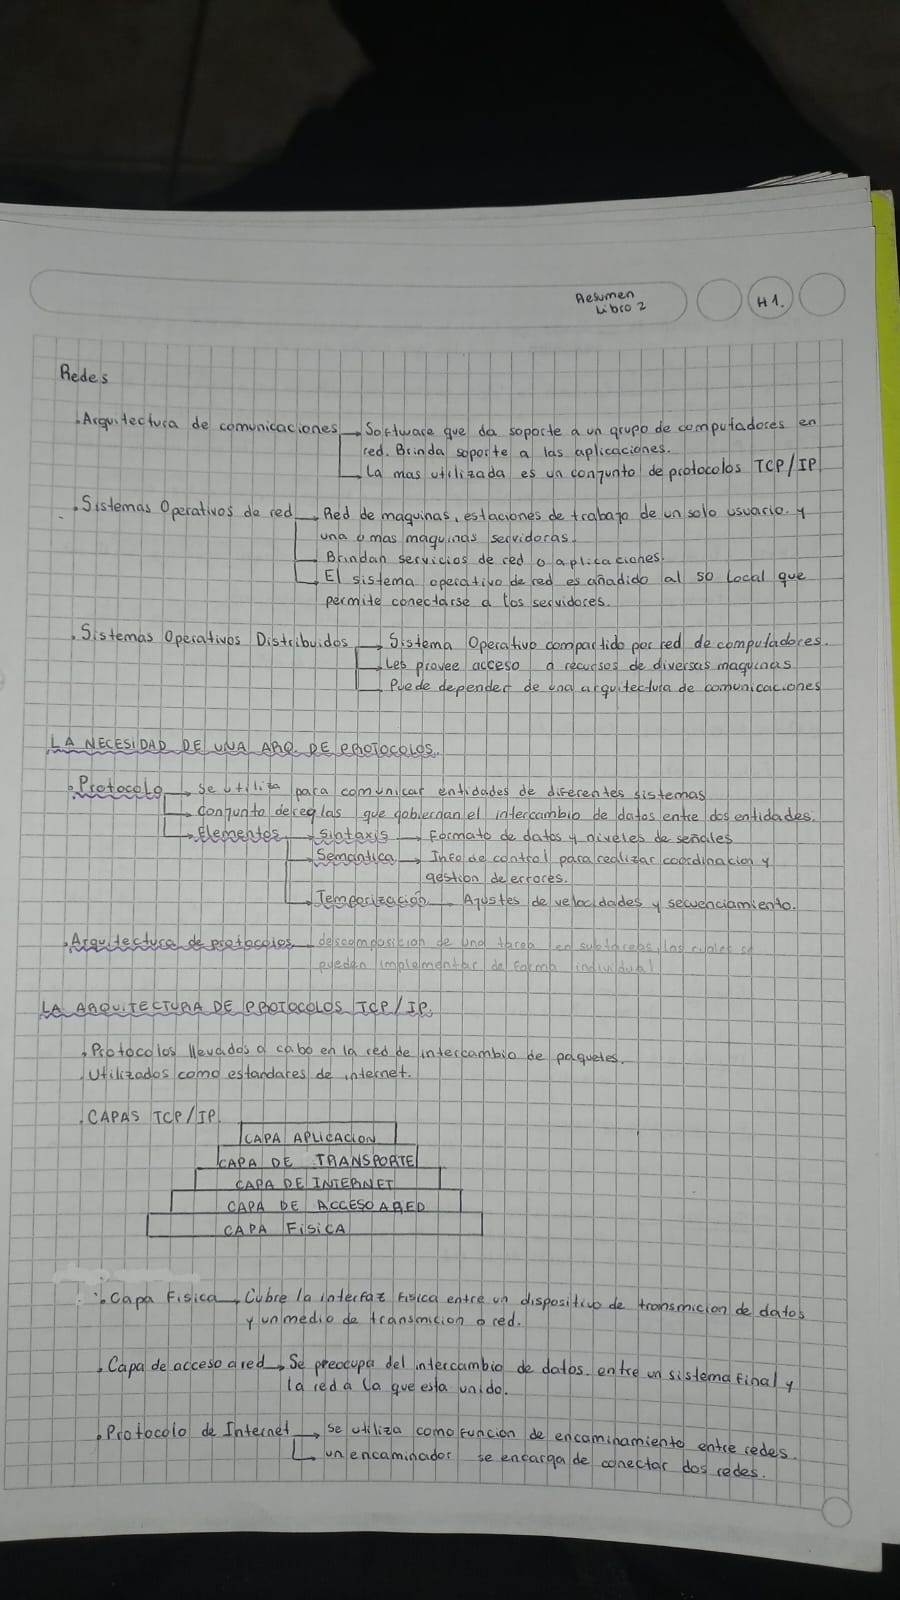 Resumen
Libro 2
H1.
Redes
. Arquitectura de comunicaciones → Software que da soporte a un grupo de computadores en
red. Brinda soporte a las aplicaciones.
→ La mas utilizada es un conjunto de protocolos TCP/IP
. Sistemas Operativos de red → Red de maquinas, estaciones de trabajo de un solo usuario y
una o mas maquinas servidoras.
→ Brindan servicios de red o aplicaciones.
→ El sistema operativo de red es añadido al SO Local que
permite conectarse a los servidores.
. Sistemas Operativos Distribuidos → Sistema Operativo compartido por red de computadores.
→ Les provee acceso a recursos de diversas maquinas
→ Puede depender de una arquitectura de comunicaciones
LA NECESIDAD DE UNA ARQ. DE PROTOCOLOS.
. Protocolo → se utiliza para comunicar entidades de diferentes sistemas
→ Conjunto de reglas que gobiernan el intercambio de datos entre dos entidades.
→ Elementos → Sintaxis → Formato de datos y niveles de señales
→ Semantica → Info de control para realizar coordinacion y
gestion de errores.
→ Temporización → Ajustes de velocidades y secuenciamiento.
. Arquitectura de protocolos → descomposicion de una tarea en subtareas, las cuales
pueden implementar de forma individual
LA ARQUITECTURA DE PROTOCOLOS TCP/IP.
. Protocolos llevados a cabo en la red de intercambio de paquetes.
Utilizados como estandares de internet.
. CAPAS TCP/IP.
CAPA APLICACION
CAPA DE TRANSPORTE
CAPA DE INTERNET
CAPA DE ACCESO A RED
CAPA FíSICA
. Capa Fisica → Cubre la interfaz fisica entre un dispositivo de transmicion de datos
y un medio de transmicion o red.
. Capa de acceso a red → Se preocupa del intercambio de datos entre un sistema final y
la red a la que esta unido.
. Protocolo de Internet → se utiliza como funcion de encaminamiento entre redes.
→ un encaminador se encarga de conectar dos redes.